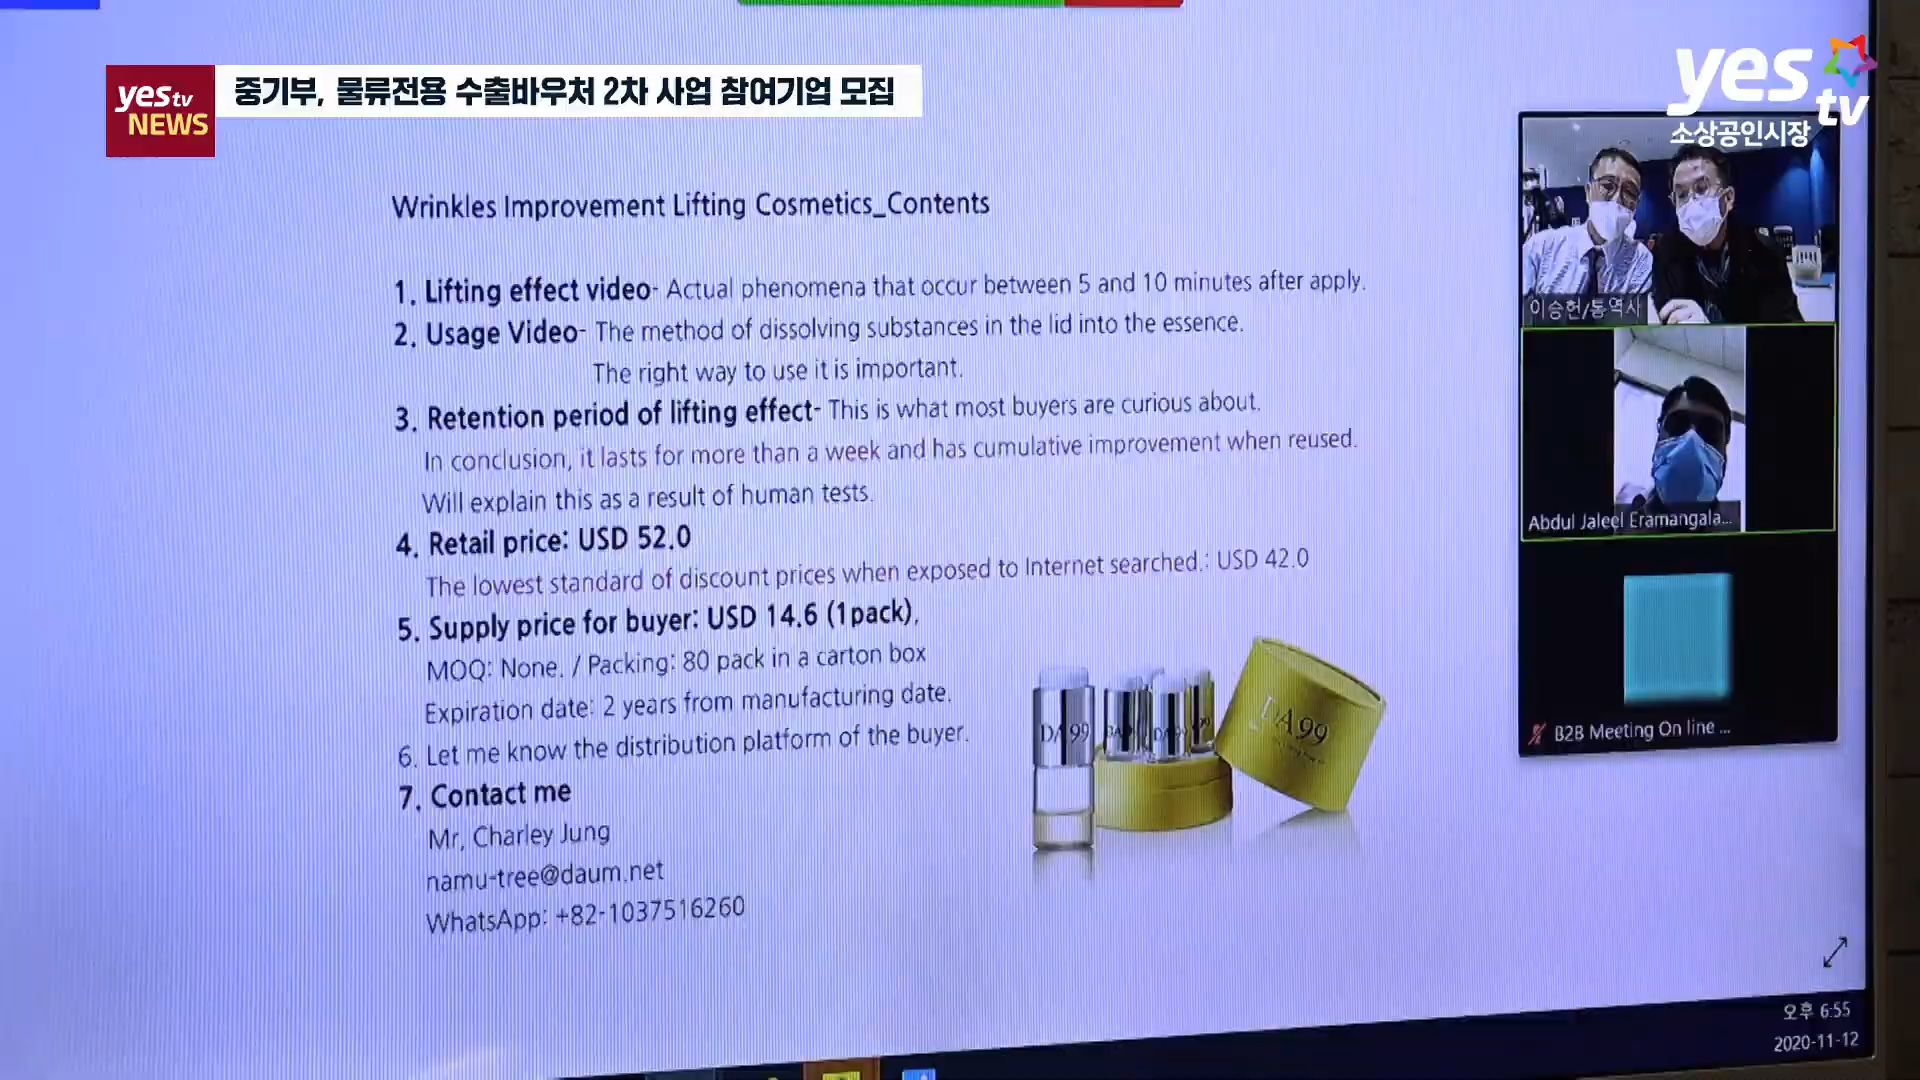 yes tv
NEWS
중기부, 물류전용 수출바우처 2차 사업 참여기업 모집
yes tv
소상공인시장
Wrinkles Improvement Lifting Cosmetics_Contents
1. Lifting effect video- Actual phenomena that occur between 5 and 10 minutes after apply.
2. Usage Video- The method of dissolving substances in the lid into the essence.
The right way to use it is important.
3. Retention period of lifting effect- This is what most buyers are curious about.
In conclusion, it lasts for more than a week and has cumulative improvement when reused.
Will explain this as a result of human tests.
4. Retail price: USD 52.0
The lowest standard of discount prices when exposed to Internet searched.: USD 42.0
5. Supply price for buyer: USD 14.6 (1pack),
MOQ: None. / Packing: 80 pack in a carton box
Expiration date: 2 years from manufacturing date.
6. Let me know the distribution platform of the buyer.
7. Contact me
Mr, Charley Jung
namu-tree@daum.net
WhatsApp: +82-1037516260
DA99
DA99
이승헌/통역사
Abdul Jaleel Eramangala...
B2B Meeting On line ...
오후 6:55
2020-11-12